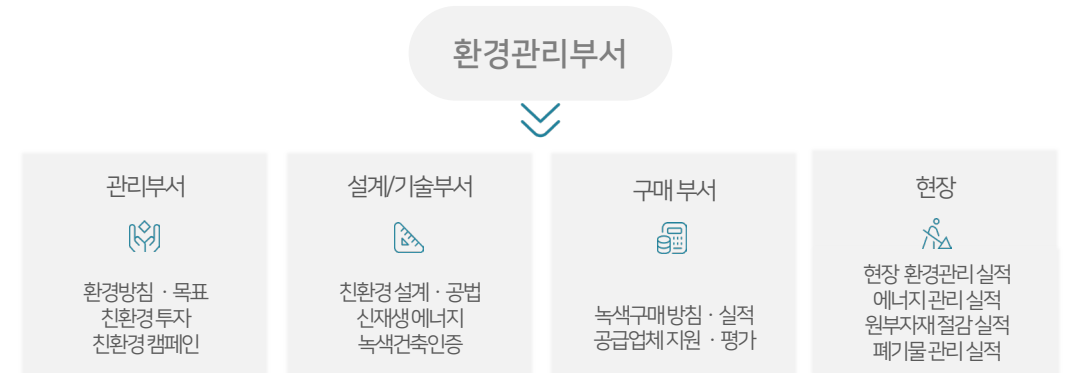 환경관리부서
관리부서
환경방침 · 목표
친환경 투자
친환경 캠페인
설계/기술부서
친환경 설계 · 공법
신재생 에너지
녹색건축인증
구매 부서
녹색구매 방침 · 실적
공급업체 지원 · 평가
현장
현장 환경관리 실적
에너지 관리 실적
원부자재 절감 실적
폐기물 관리 실적